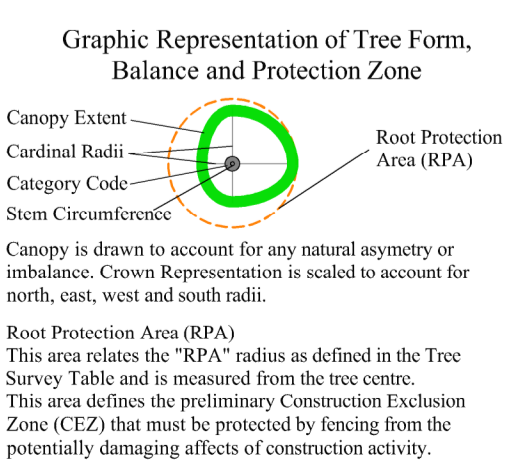 Graphic Representation of Tree Form,
Balance and Protection Zone
Canopy Extent
Cardinal Radii
Category Code
Stem Circumference
Root Protection
Area (RPA)
Canopy is drawn to account for any natural asymetry or
imbalance. Crown Representation is scaled to account for
north, east, west and south radii.
Root Protection Area (RPA)
This area relates the "RPA" radius as defined in the Tree
Survey Table and is measured from the tree centre.
This area defines the preliminary Construction Exclusion
Zone (CEZ) that must be protected by fencing from the
potentially damaging affects of construction activity.